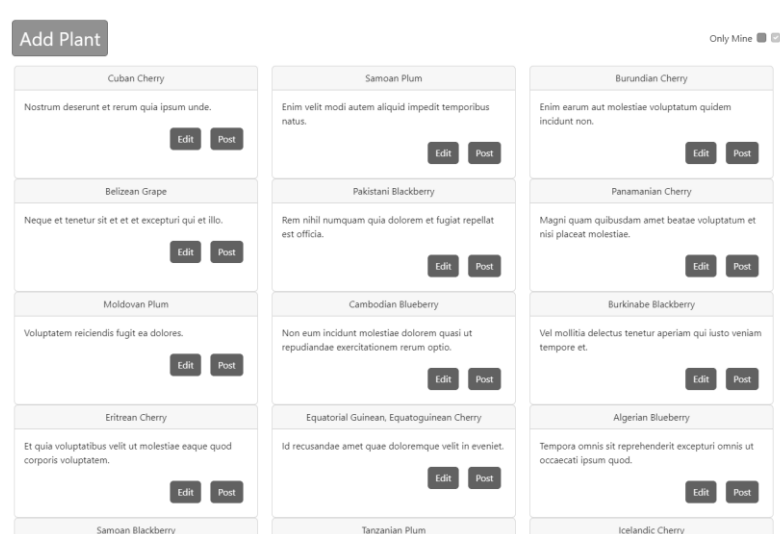 Add Plant
Only Mine
Cuban Cherry
Nostrum deserunt et rerum quia ipsum unde.
Edit Post
Samoan Plum
Enim velit modi autem aliquid impedit temporibus
natus.
Edit Post
Burundian Cherry
Enim earum aut molestiae voluptatum quidem
incidunt non.
Edit Post
Belizean Grape
Neque et tenetur sit et et et excepturi qui et illo.
Edit Post
Pakistani Blackberry
Rem nihil numquam quia dolorem et fugiat repellat
est officia.
Edit Post
Panamanian Cherry
Magni quam quibusdam amet beatae voluptatum et
nisi placeat molestiae.
Edit Post
Moldovan Plum
Voluptatem reiciendis fugit ea dolores.
Edit Post
Cambodian Blueberry
Non eum incidunt molestiae dolorem quasi ut
repudiandae exercitationem rerum optio.
Edit Post
Burkinabe Blackberry
Vel mollitia delectus tenetur aperiam qui iusto veniam
tempore et.
Edit Post
Eritrean Cherry
Et quia voluptatibus velit ut molestiae eaque quod
corporis voluptatem.
Edit Post
Equatorial Guinean, Equatoguinean Cherry
Id recusandae amet quae doloremque velit in eveniet.
Edit Post
Algerian Blueberry
Tempora omnis sit reprehenderit excepturi omnis ut
occaecati ipsum quod.
Edit Post
Samoan Blackberry
Tanzanian Plum
Icelandic Cherry